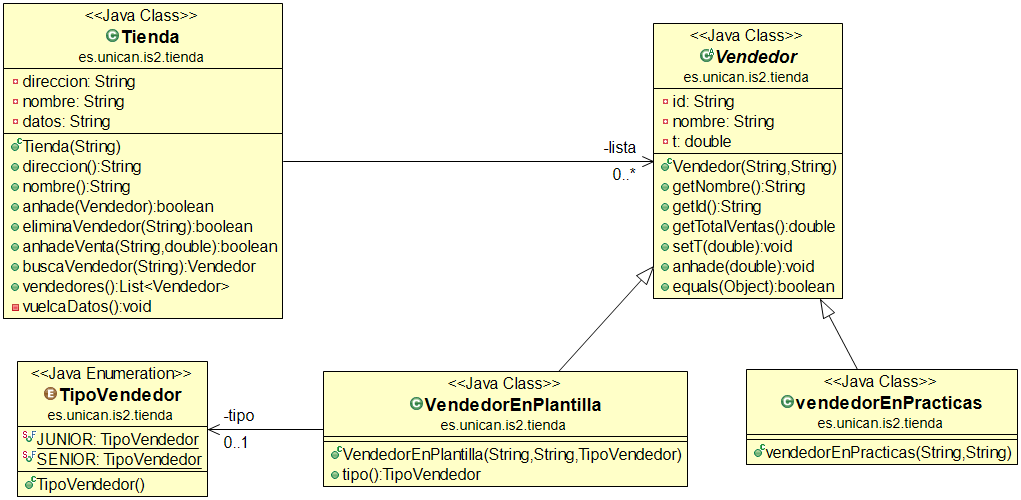 <<Java Class>>
Tienda
es.unican.is2.tienda
direccion: String
nombre: String
datos: String
Tienda(String)
direccion():String
nombre():String
anhade(Vendedor):boolean
eliminaVendedor(String):boolean
anhadeVenta(String,double):boolean
buscaVendedor(String):Vendedor
vendedores():List<Vendedor>
vuelcaDatos():void
-lista
0..*
<<Java Class>>
Vendedor
es.unican.is2.tienda
id: String
nombre: String
t: double
Vendedor(String,String)
getNombre():String
getId():String
getTotalVentas():double
setT(double):void
anhade(double):void
equals(Object):boolean
<<Java Enumeration>>
TipoVendedor
es.unican.is2.tienda
JUNIOR: TipoVendedor
SENIOR: TipoVendedor
TipoVendedor()
-tipo
0..1
<<Java Class>>
VendedorEnPlantilla
es.unican.is2.tienda
VendedorEnPlantilla(String,String,TipoVendedor)
tipo():TipoVendedor
<<Java Class>>
vendedorEnPracticas
es.unican.is2.tienda
vendedorEnPracticas(String,String)